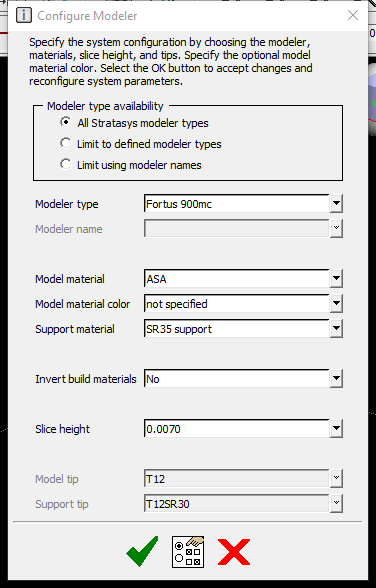 Configure Modeler
Specify the system configuration by choosing the modeler,
materials, slice height, and tips. Specify the optional model
material color. Select the OK button to accept changes and
reconfigure system parameters.
Modeler type availability
All Stratasys modeler types
Limit to defined modeler types
Limit using modeler names
Modeler type Fortus 900mc
Modeler name
Model material ASA
Model material color not specified
Support material SR35 support
Invert build materials No
Slice height 0.0070
Model tip T12
Support tip T12SR30